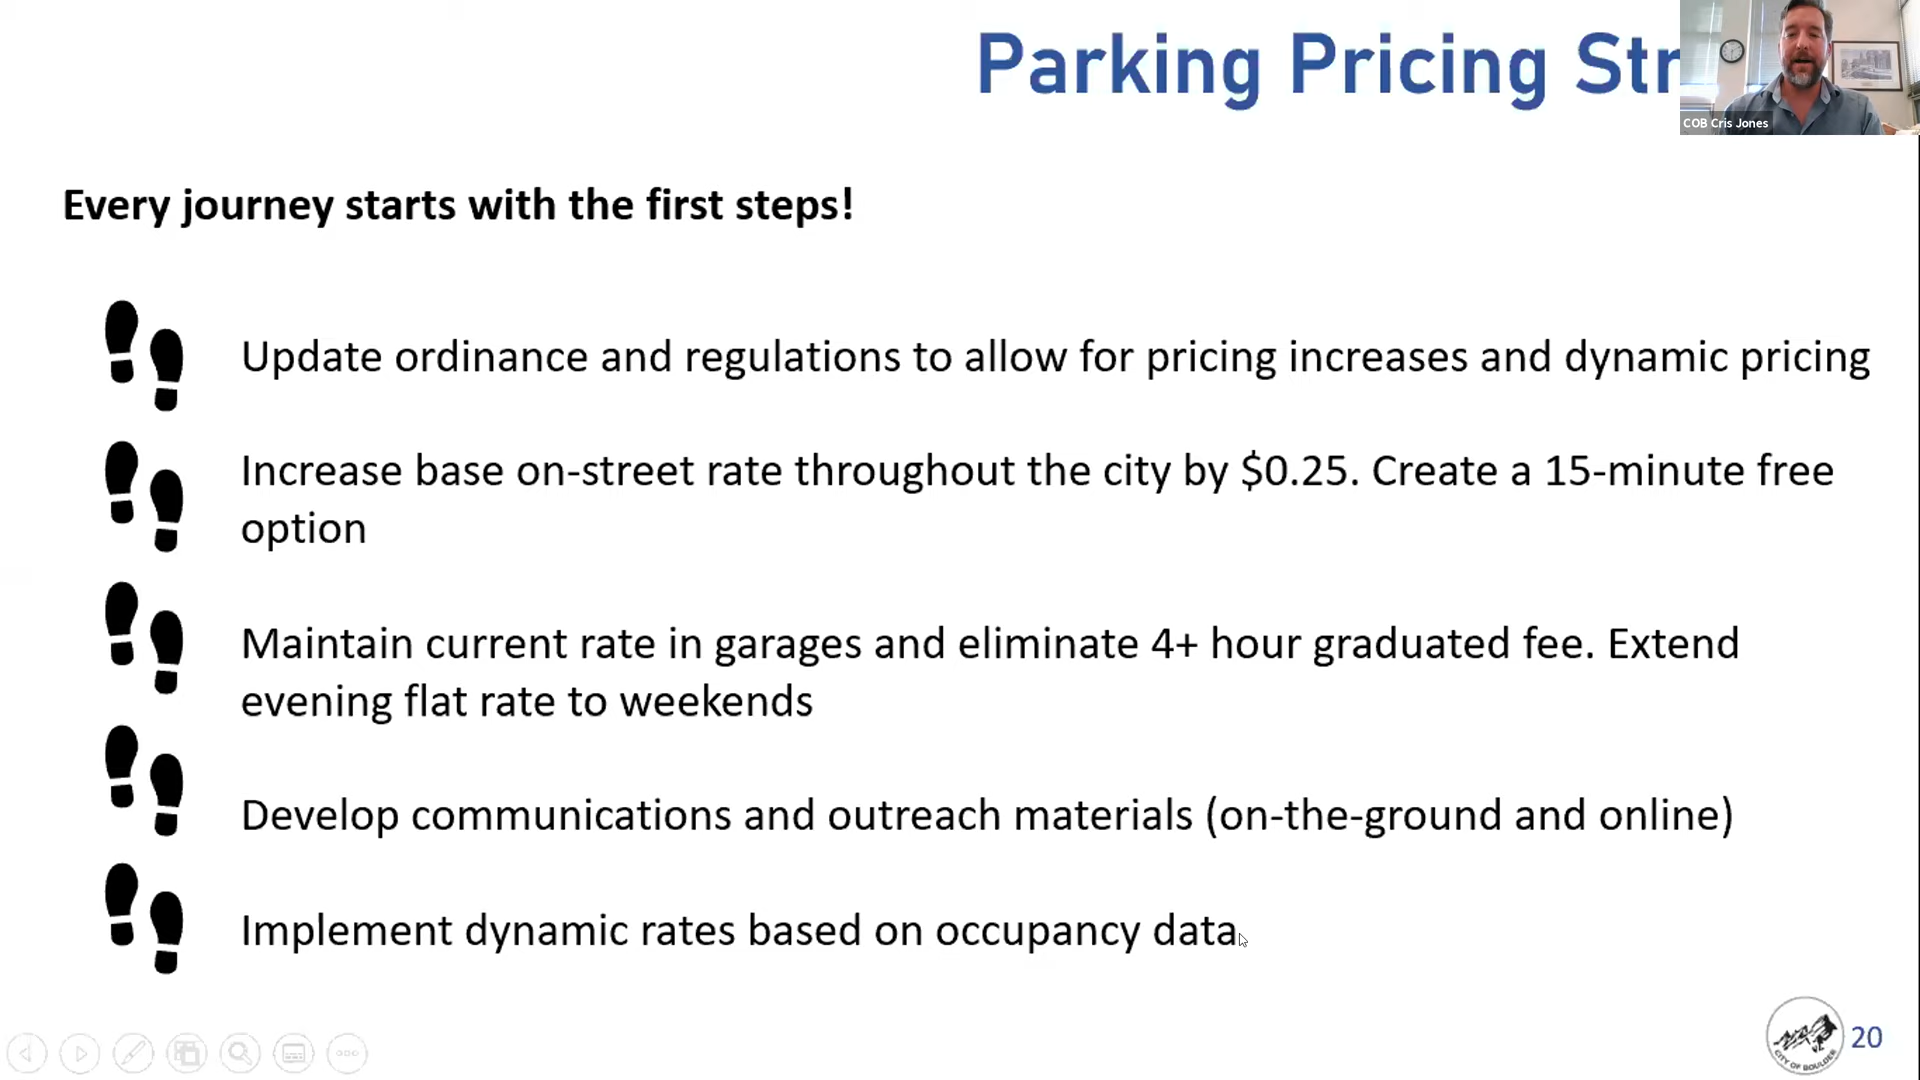 Parking Pricing Str
COB Cris Jones
Every journey starts with the first steps!
Update ordinance and regulations to allow for pricing increases and dynamic pricing
Increase base on-street rate throughout the city by $0.25. Create a 15-minute free
option
Maintain current rate in garages and eliminate 4+ hour graduated fee. Extend
evening flat rate to weekends
Develop communications and outreach materials (on-the-ground and online)
Implement dynamic rates based on occupancy data
CITY OF BOULDER
20